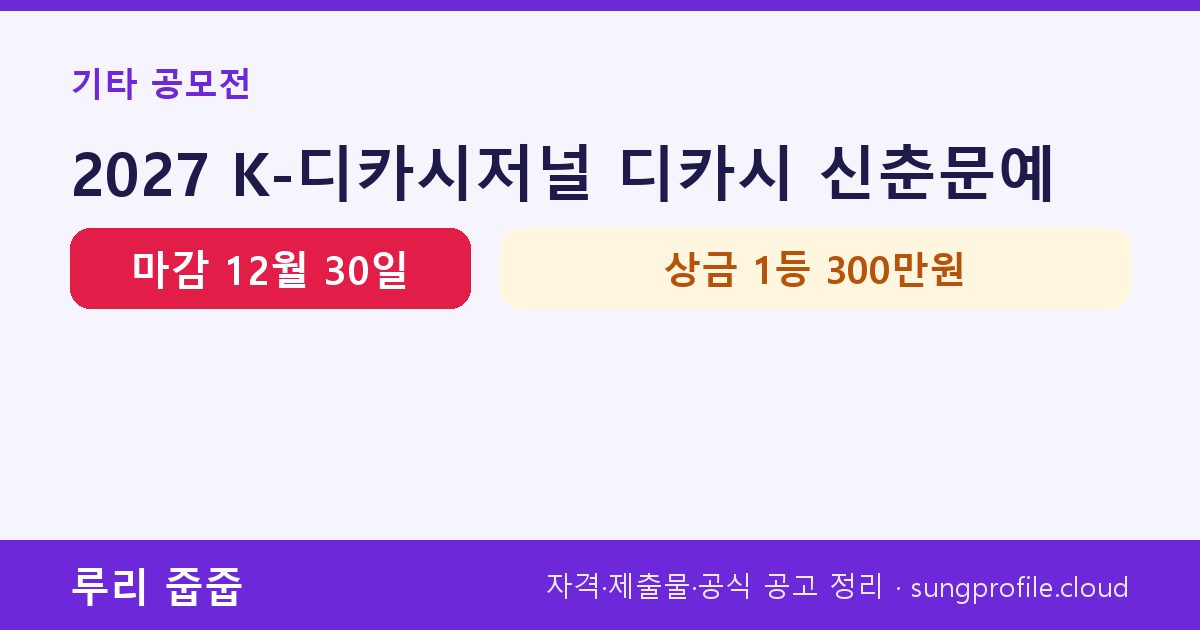 기타 공모전
2027 K-디카시저널 디카시 신춘문예
마감 12월 30일
상금 1등 300만원
루리 줍줍
자격·제출물·공식 공고 정리 · sungprofile.cloud